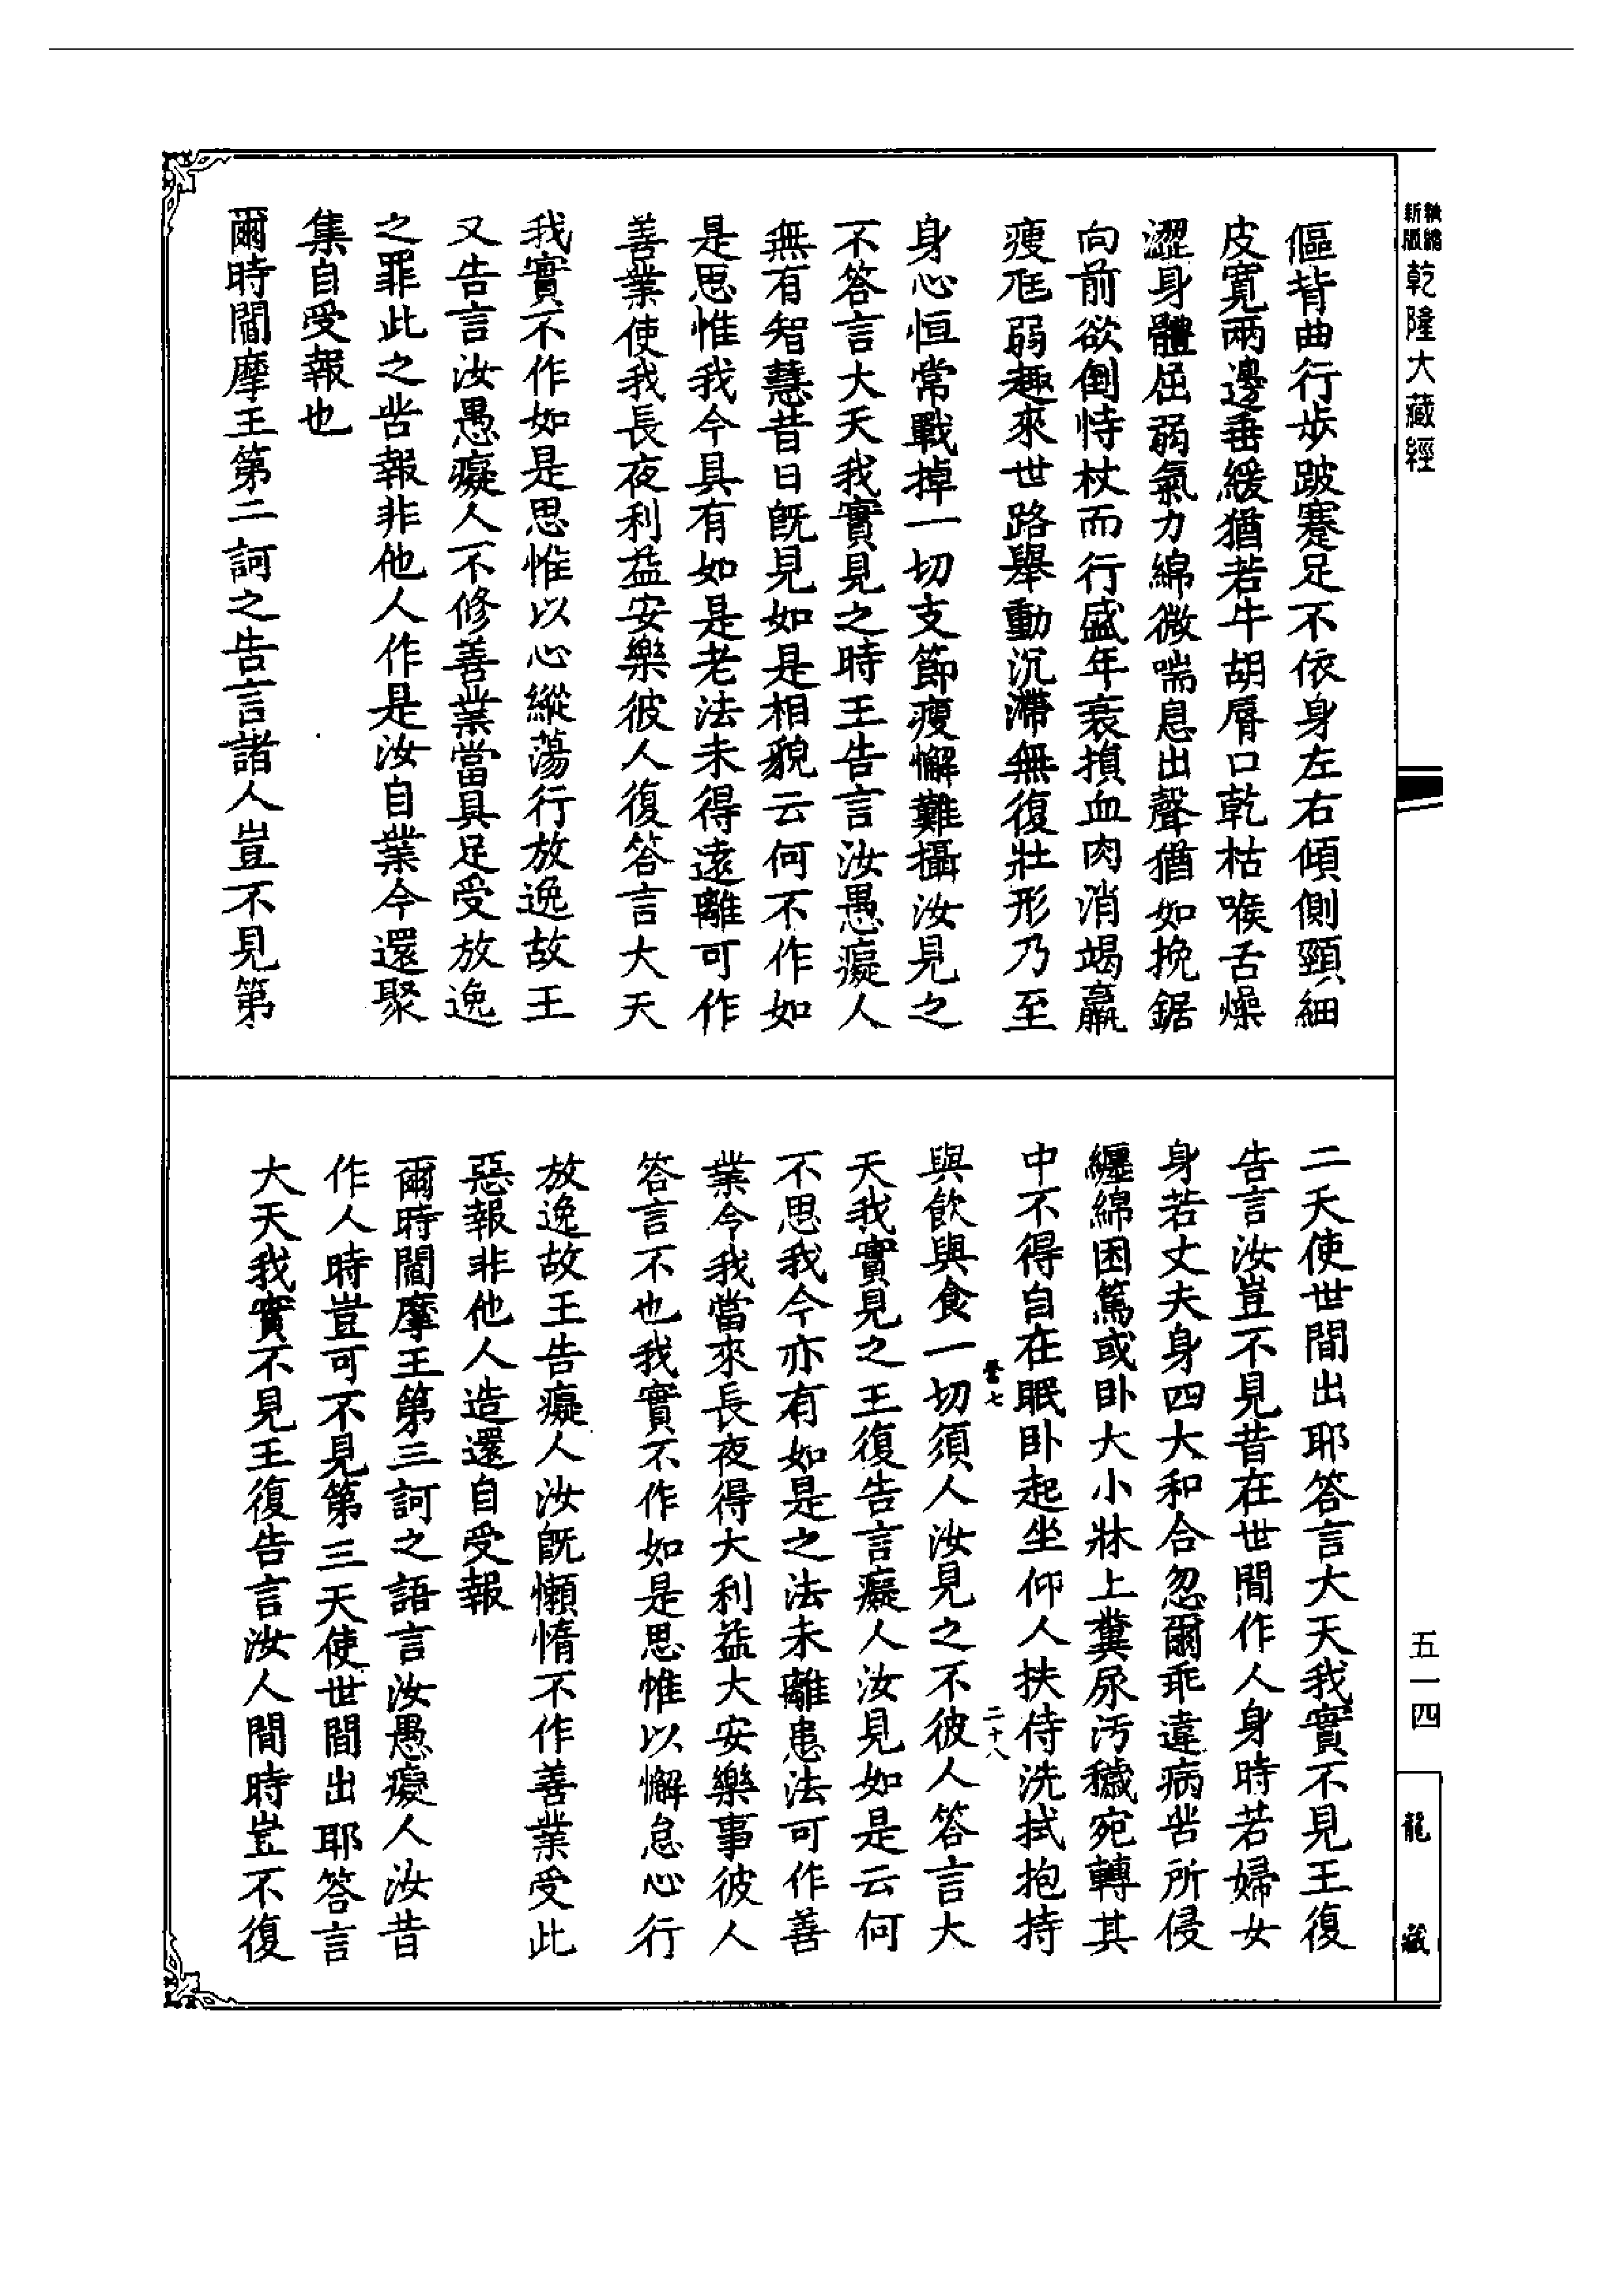 新版 乾隆大藏經
傴背曲行步跛蹇足不依身左右傾側頸細
皮寬兩邊垂緩猶若牛胡脣口乾枯喉舌燥
澀身體屈弱氣力綿微喘息出聲猶如挽鋸
向前欲倒恃杖而行盛年衰損血肉消竭羸
瘦尫弱趣來世路舉動沉滯無復壯形乃至
身心恒常戰掉一切支節瘦懈難攝汝見之
不答言大天我實見之時王告言汝愚癡人
無有智慧昔日旣見如是相貌云何不作如
是思惟我今具有如是老法未得遠離可作
善業使我長夜利益安樂彼人復答言大天
我實不作如是思惟以心縱蕩行放逸故王
又告言汝愚癡人不修善業當具足受放逸
之罪此之苦報非他人作是汝自業今還聚
集自受報也
爾時閻摩王第二訶之告言諸人豈不見第
二天使世間出耶答言大天我實不見王復
告言汝豈不見昔在世間作人身時若婦女
身若丈夫身四大和合忽爾乖違病苦所侵
纏綿困篤或臥大小牀上糞尿汚穢宛轉其
中不得自在眠臥起坐仰人扶侍洗拭抱持
七
二十八
與飲與食一切須人汝見之不彼人答言大
天我實見之王復告言癡人汝見如是云何
不思我今亦有如是之法未離患法可作善
業令我當來長夜得大利益大安樂事彼人
答言不也我實不作如是思惟以懈怠心行
放逸故王告癡人汝旣懶惰不作善業受此
惡報非他人造還自受報
爾時閻摩王第三訶之語言汝愚癡人汝昔
作人時豈可不見第三天使世間出耶答言
大天我實不見王復告言汝人間時豈不復
五一四
龍藏